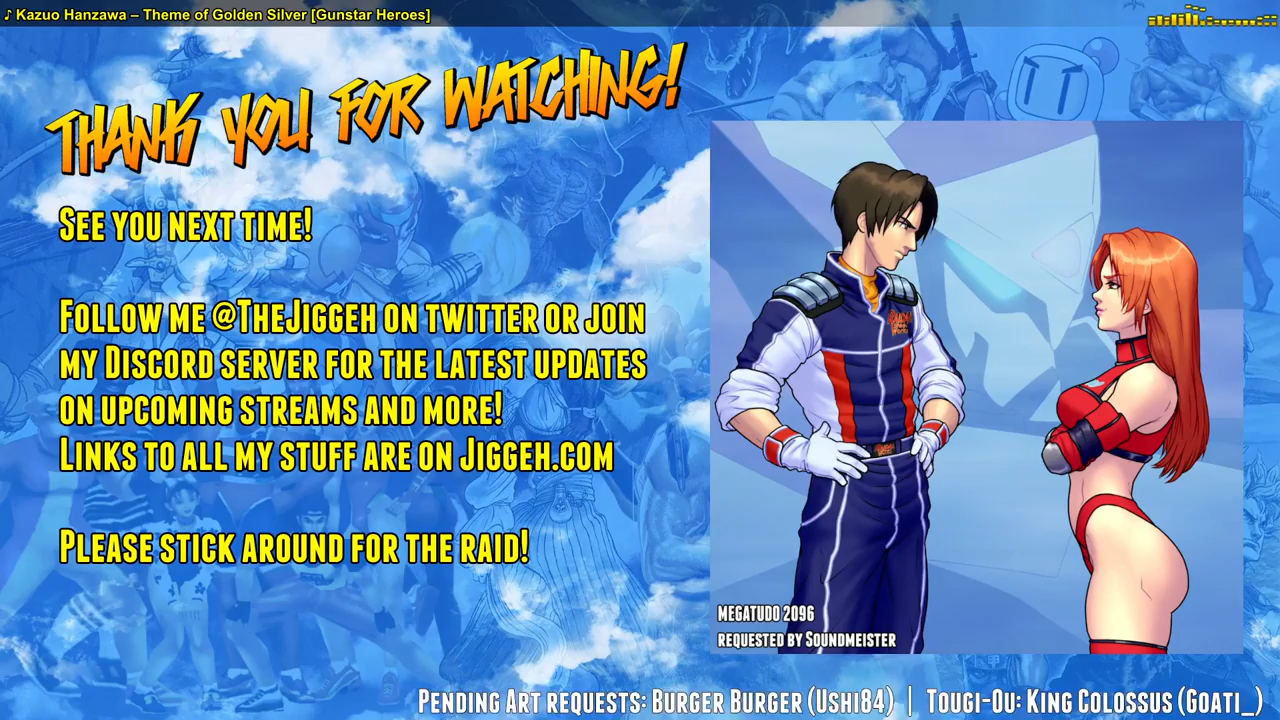 ♪ Kazuo Hanzawa – Theme of Golden Silver [Gunstar Heroes]
THANK YOU FOR WATCHING!
See you next time!
Follow me @TheJiggeh on twitter or join
my Discord server for the latest updates
on upcoming streams and more!
Links to all my stuff are on Jiggeh.com
Please stick around for the raid!
MEGATUDO 2096
requested by Soundmeister
Pending Art requests: Burger Burger (Ushi84) | Tougi-Ou: King Colossus (Goati_)